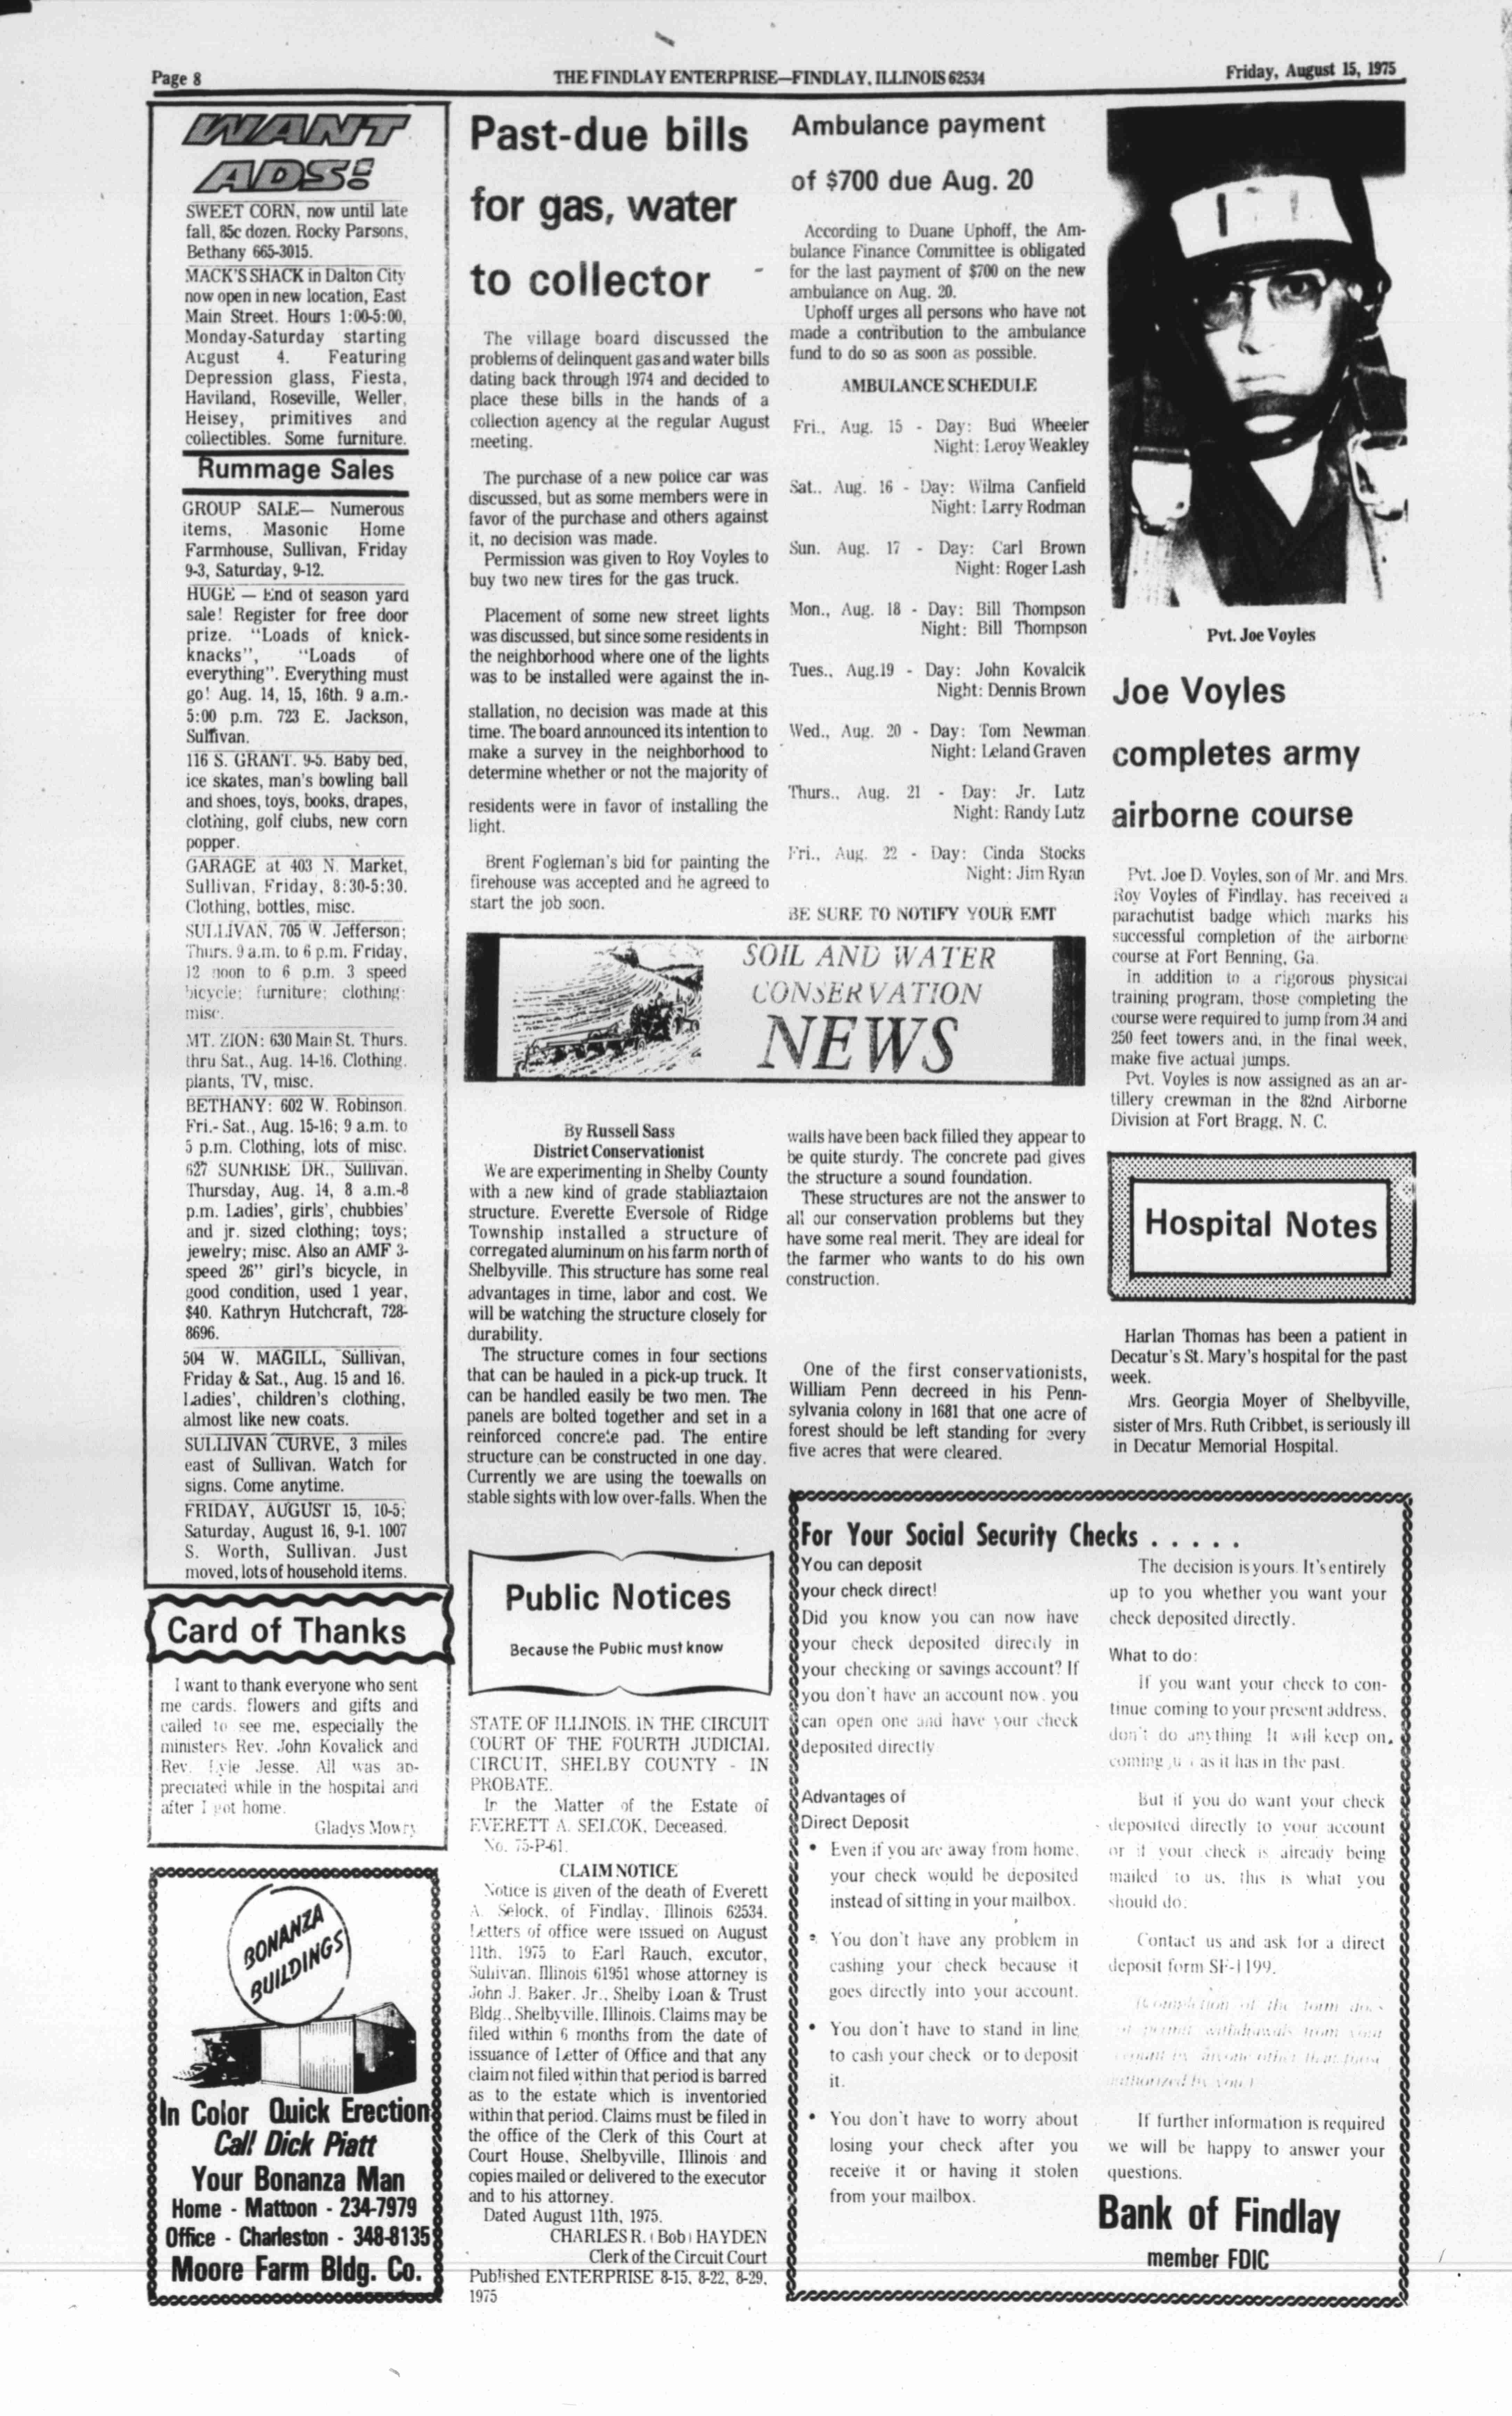 Page 8
THE FINDLAY ENTERPRISE—FINDLAY, ILLINOIS 62534
Friday, August 15, 1975
WANT
ADS!
SWEET CORN, now until late
fall, 85c dozen. Rocky Parsons,
Bethany 665-3015.
MACK'S SHACK in Dalton City
now open in new location, East
Main Street. Hours 1:00-5:00,
Monday-Saturday starting
August 4. Featuring
Depression glass, Fiesta,
Haviland, Roseville, Weller,
Heisey, primitives and
collectibles. Some furniture.
Rummage Sales
GROUP SALE— Numerous
items, Masonic Home
Farmhouse, Sullivan, Friday
9-3, Saturday, 9-12.
HUGE — End of season yard
sale! Register for free door
prize. "Loads of knick-
knacks", "Loads of
everything". Everything must
go! Aug. 14, 15, 16th. 9 a.m.-
5:00 p.m. 723 E. Jackson,
Sullivan.
116 S. GRANT. 9-5. Baby bed,
ice skates, man's bowling ball
and shoes, toys, books, drapes,
clothing, golf clubs, new corn
popper.
GARAGE at 403 N. Market,
Sullivan, Friday, 8:30-5:30.
Clothing, bottles, misc.
SULLIVAN, 705 W. Jefferson;
Thurs. 9 a.m. to 6 p.m. Friday,
12 noon to 6 p.m. 3 speed
bicycle; furniture; clothing;
misc.
MT. ZION: 630 Main St. Thurs.
thru Sat., Aug. 14-16. Clothing,
plants, TV, misc.
BETHANY: 602 W. Robinson.
Fri.- Sat., Aug. 15-16; 9 a.m. to
5 p.m. Clothing, lots of misc.
627 SUNRISE DR., Sullivan.
Thursday, Aug. 14, 8 a.m.-8
p.m. Ladies', girls', chubbies'
and jr. sized clothing; toys;
jewelry; misc. Also an AMF 3-
speed 26" girl's bicycle, in
good condition, used 1 year,
$40. Kathryn Hutchcraft, 728-
8696.
504 W. MAGILL, Sullivan,
Friday & Sat., Aug. 15 and 16.
Ladies', children's clothing,
almost like new coats.
SULLIVAN CURVE, 3 miles
east of Sullivan. Watch for
signs. Come anytime.
FRIDAY, AUGUST 15, 10-5;
Saturday, August 16, 9-1. 1007
S. Worth, Sullivan. Just
moved, lots of household items.
Card of Thanks
I want to thank everyone who sent
me cards, flowers and gifts and
called to see me, especially the
ministers Rev. John Kovalick and
Rev. Lyle Jesse. All was ap-
preciated while in the hospital and
after I got home.
Gladys Mowry
BONANZA
BUILDINGS
In Color Quick Erection
Call Dick Piatt
Your Bonanza Man
Home - Mattoon - 234-7979
Office - Charleston - 348-8135
Moore Farm Bldg. Co.
Past-due bills
for gas, water
to collector
The village board discussed the
problems of delinquent gas and water bills
dating back through 1974 and decided to
place these bills in the hands of a
collection agency at the regular August
meeting.
The purchase of a new police car was
discussed, but as some members were in
favor of the purchase and others against
it, no decision was made.
Permission was given to Roy Voyles to
buy two new tires for the gas truck.
Placement of some new street lights
was discussed, but since some residents in
the neighborhood where one of the lights
was to be installed were against the in-
stallation, no decision was made at this
time. The board announced its intention to
make a survey in the neighborhood to
determine whether or not the majority of
residents were in favor of installing the
light.
Brent Fogleman's bid for painting the
firehouse was accepted and he agreed to
start the job soon.
Ambulance payment
of $700 due Aug. 20
According to Duane Uphoff, the Am-
bulance Finance Committee is obligated
for the last payment of $700 on the new
ambulance on Aug. 20.
Uphoff urges all persons who have not
made a contribution to the ambulance
fund to do so as soon as possible.
AMBULANCE SCHEDULE
Fri., Aug. 15 - Day: Bud Wheeler
Night: Leroy Weakley
Sat., Aug. 16 - Day: Wilma Canfield
Night: Larry Rodman
Sun. Aug. 17 - Day: Carl Brown
Night: Roger Lash
Mon., Aug. 18 - Day: Bill Thompson
Night: Bill Thompson
Tues., Aug.19 - Day: John Kovalcik
Night: Dennis Brown
Wed., Aug. 20 - Day: Tom Newman
Night: Leland Graven
Thurs., Aug. 21 - Day: Jr. Lutz
Night: Randy Lutz
Fri., Aug. 22 - Day: Cinda Stocks
Night: Jim Ryan
BE SURE TO NOTIFY YOUR EMT
Pvt. Joe Voyles
Joe Voyles
completes army
airborne course
Pvt. Joe D. Voyles, son of Mr. and Mrs.
Roy Voyles of Findlay, has received a
parachutist badge which marks his
successful completion of the airborne
course at Fort Benning, Ga.
In addition to a rigorous physical
training program, those completing the
course were required to jump from 34 and
250 feet towers and, in the final week,
make five actual jumps.
Pvt. Voyles is now assigned as an ar-
tillery crewman in the 82nd Airborne
Division at Fort Bragg, N. C.
SOIL AND WATER
CONSERVATION
NEWS
By Russell Sass
District Conservationist
We are experimenting in Shelby County
with a new kind of grade stabliaztaion
structure. Everette Eversole of Ridge
Township installed a structure of
corregated aluminum on his farm north of
Shelbyville. This structure has some real
advantages in time, labor and cost. We
will be watching the structure closely for
durability.
The structure comes in four sections
that can be hauled in a pick-up truck. It
can be handled easily be two men. The
panels are bolted together and set in a
reinforced concrete pad. The entire
structure can be constructed in one day.
Currently we are using the toewalls on
stable sights with low over-falls. When the
walls have been back filled they appear to
be quite sturdy. The concrete pad gives
the structure a sound foundation.
These structures are not the answer to
all our conservation problems but they
have some real merit. They are ideal for
the farmer who wants to do his own
construction.
One of the first conservationists,
William Penn decreed in his Penn-
sylvania colony in 1681 that one acre of
forest should be left standing for every
five acres that were cleared.
Hospital Notes
Harlan Thomas has been a patient in
Decatur's St. Mary's hospital for the past
week.
Mrs. Georgia Moyer of Shelbyville,
sister of Mrs. Ruth Cribbet, is seriously ill
in Decatur Memorial Hospital.
Public Notices
Because the Public must know
STATE OF ILLINOIS, IN THE CIRCUIT
COURT OF THE FOURTH JUDICIAL
CIRCUIT, SHELBY COUNTY - IN
PROBATE.
In the Matter of the Estate of
EVERETT A. SELCOK, Deceased.
No. 75-P-61.
CLAIM NOTICE
Notice is given of the death of Everett
A. Selock, of Findlay, Illinois 62534.
Letters of office were issued on August
11th, 1975 to Earl Rauch, excutor,
Sullivan, Illinois 61951 whose attorney is
John J. Baker, Jr., Shelby Loan & Trust
Bldg., Shelbyville, Illinois. Claims may be
filed within 6 months from the date of
issuance of Letter of Office and that any
claim not filed within that period is barred
as to the estate which is inventoried
within that period. Claims must be filed in
the office of the Clerk of this Court at
Court House, Shelbyville, Illinois and
copies mailed or delivered to the executor
and to his attorney.
Dated August 11th, 1975.
CHARLES R. (Bob) HAYDEN
Clerk of the Circuit Court
Published ENTERPRISE 8-15, 8-22, 8-29,
1975
For Your Social Security Checks . . . . .
You can deposit
your check direct!
Did you know you can now have
your check deposited directly in
your checking or savings account? If
you don't have an account now, you
can open one and have your check
deposited directly
Advantages of
Direct Deposit
• Even if you are away from home,
your check would be deposited
instead of sitting in your mailbox.
• You don't have any problem in
cashing your check because it
goes directly into your account.
• You don't have to stand in line
to cash your check or to deposit
it.
• You don't have to worry about
losing your check after you
receive it or having it stolen
from your mailbox.
The decision is yours. It's entirely
up to you whether you want your
check deposited directly.
What to do:
If you want your check to con-
tinue coming to your present address,
don't do anything It will keep on
coming as it has in the past.
But if you do want your check
deposited directly to your account
or if your check is already being
mailed to us, this is what you
should do:
Contact us and ask for a direct
deposit form SF-1199.
completion of the form does
permit withdrawals from your
by anyone other than those
authorized by you)
If further information is required
we will be happy to answer your
questions.
Bank of Findlay
member FDIC